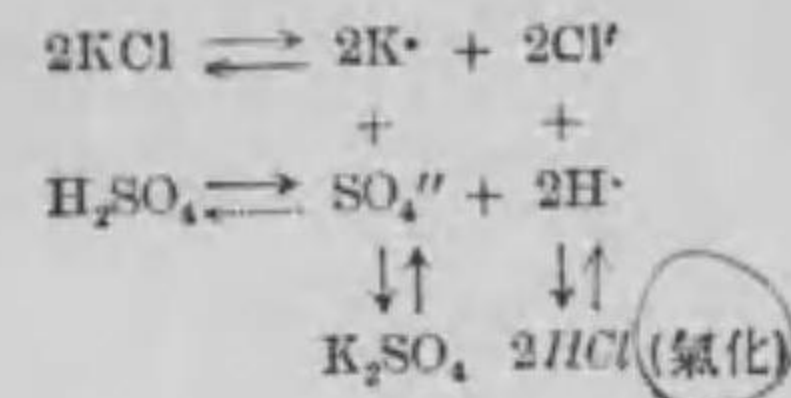 2KCl ⇌ 2K· + 2Cl′
+ +
H₂SO₄ ⇌ SO₄″ + 2H·
↓↑ ↓↑
K₂SO₄ 2HCl (氣化)